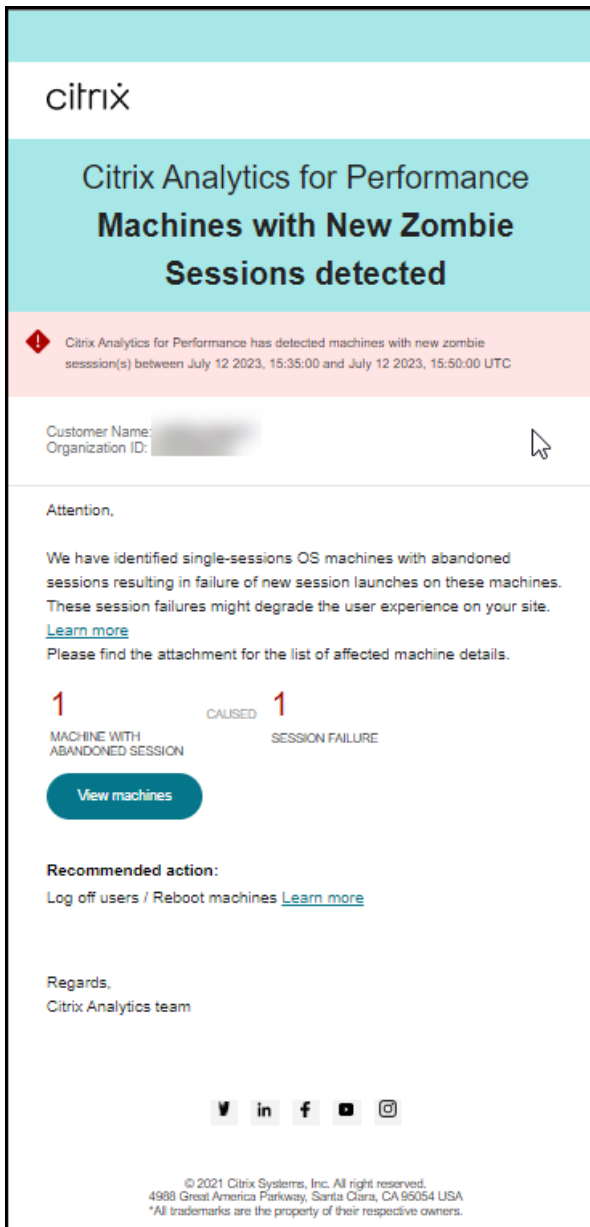 citrix
Citrix Analytics for Performance
Machines with New Zombie
Sessions detected
Citrix Analytics for Performance has detected machines with new zombie
sesssion(s) between July 12 2023, 15:35:00 and July 12 2023, 15:50:00 UTC
Customer Name:
Organization ID:
Attention,
We have identified single-sessions OS machines with abandoned
sessions resulting in failure of new session launches on these machines.
These session failures might degrade the user experience on your site.
Learn more
Please find the attachment for the list of affected machine details.
1 CAUSED 1
MACHINE WITH SESSION FAILURE
ABANDONED SESSION
View machines
Recommended action:
Log off users / Reboot machines Learn more
Regards,
Citrix Analytics team
© 2021 Citrix Systems, Inc. All right reserved.
4988 Great America Parkway, Santa Clara, CA 95054 USA
*All trademarks are the property of their respective owners.